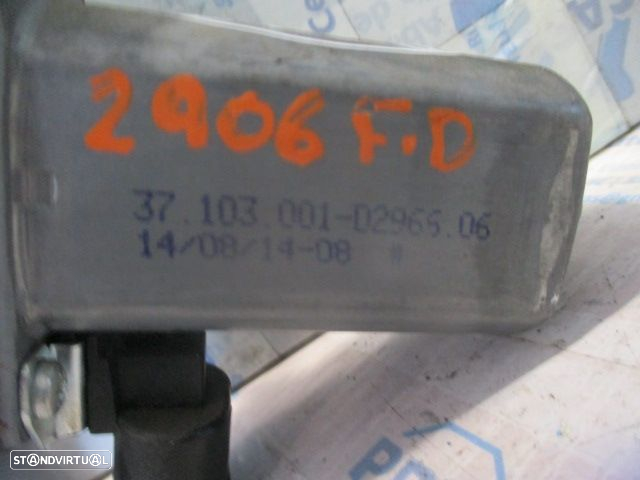 2906 F.D
37.103.001-D2966.06
14/08/14-08 #
STANDVIRTUAL